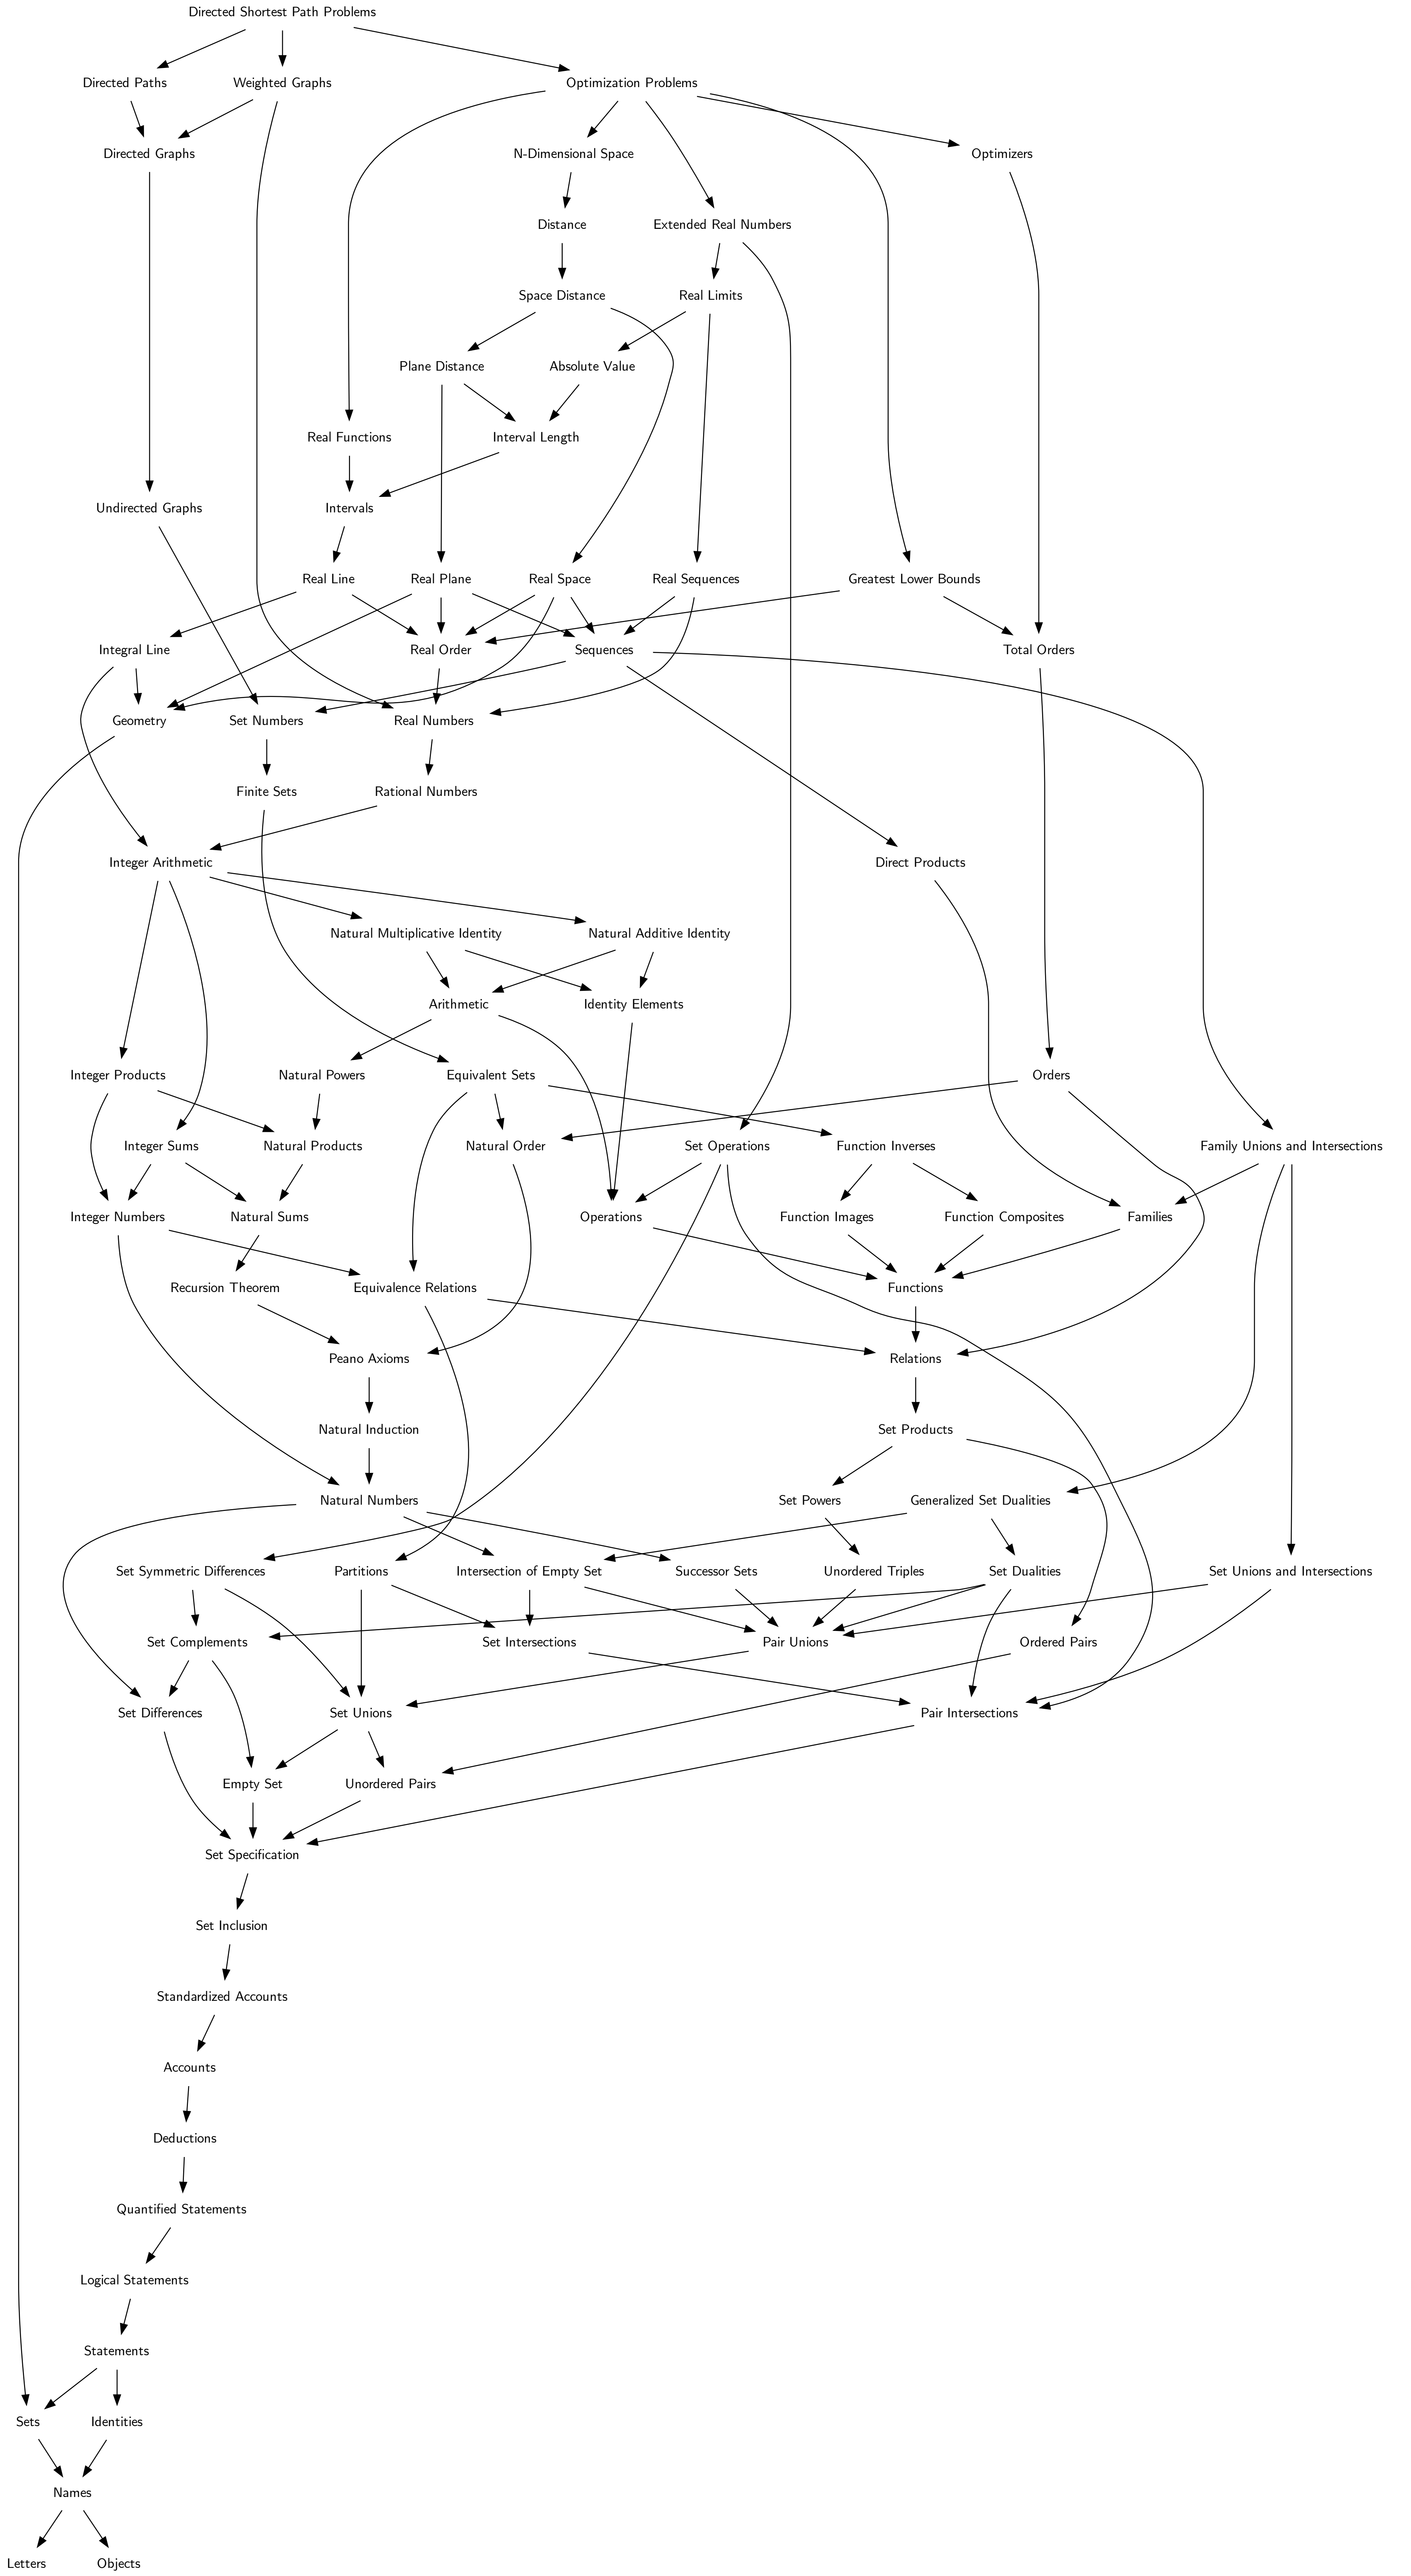 Directed Shortest Path Problems
Directed Paths
Weighted Graphs
Optimization Problems
Directed Graphs
N-Dimensional Space
Optimizers
Distance
Extended Real Numbers
Space Distance
Real Limits
Plane Distance
Absolute Value
Real Functions
Interval Length
Undirected Graphs
Intervals
Real Line
Real Plane
Real Space
Real Sequences
Greatest Lower Bounds
Integral Line
Real Order
Sequences
Total Orders
Geometry
Set Numbers
Real Numbers
Finite Sets
Rational Numbers
Integer Arithmetic
Direct Products
Natural Multiplicative Identity
Natural Additive Identity
Arithmetic
Identity Elements
Integer Products
Natural Powers
Equivalent Sets
Orders
Integer Sums
Natural Products
Natural Order
Set Operations
Function Inverses
Family Unions and Intersections
Integer Numbers
Natural Sums
Operations
Function Images
Function Composites
Families
Recursion Theorem
Equivalence Relations
Functions
Peano Axioms
Relations
Natural Induction
Set Products
Natural Numbers
Set Powers
Generalized Set Dualities
Set Symmetric Differences
Partitions
Intersection of Empty Set
Successor Sets
Unordered Triples
Set Dualities
Set Unions and Intersections
Set Complements
Set Intersections
Pair Unions
Ordered Pairs
Set Differences
Set Unions
Pair Intersections
Empty Set
Unordered Pairs
Set Specification
Set Inclusion
Standardized Accounts
Accounts
Deductions
Quantified Statements
Logical Statements
Statements
Sets
Identities
Names
Letters
Objects